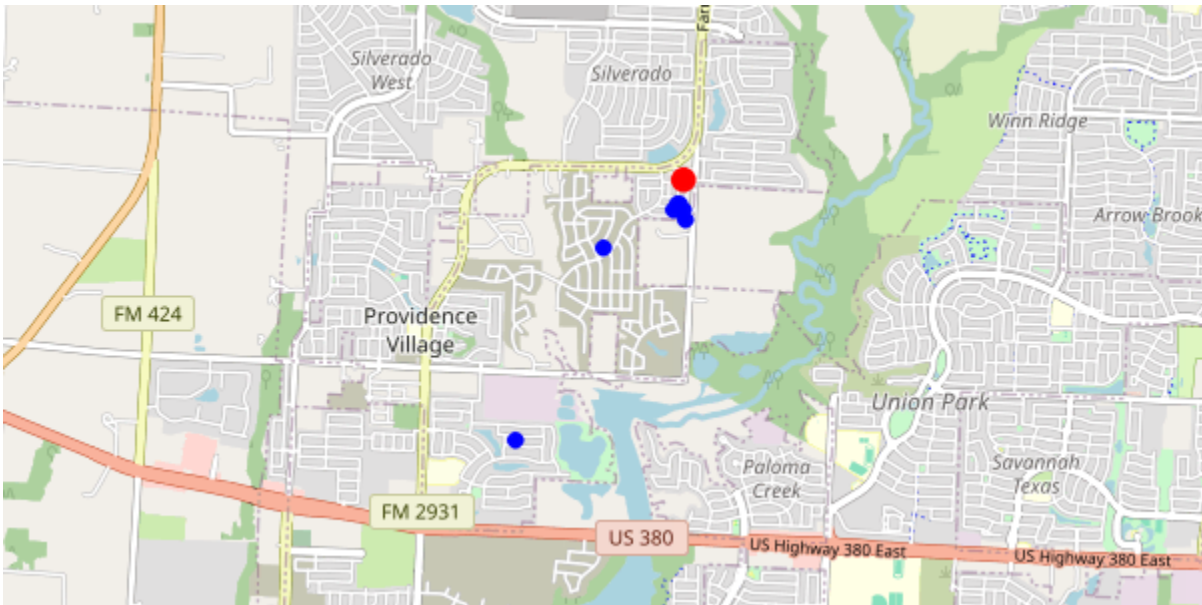 Silverado
West
Silverado
Farm
Winn Ridge
Arrow Brook
FM 424
Providence
Village
Union Park
Paloma
Creek
Savannah
Texas
FM 2931
US 380
US Highway 380 East
US Highway 380 East